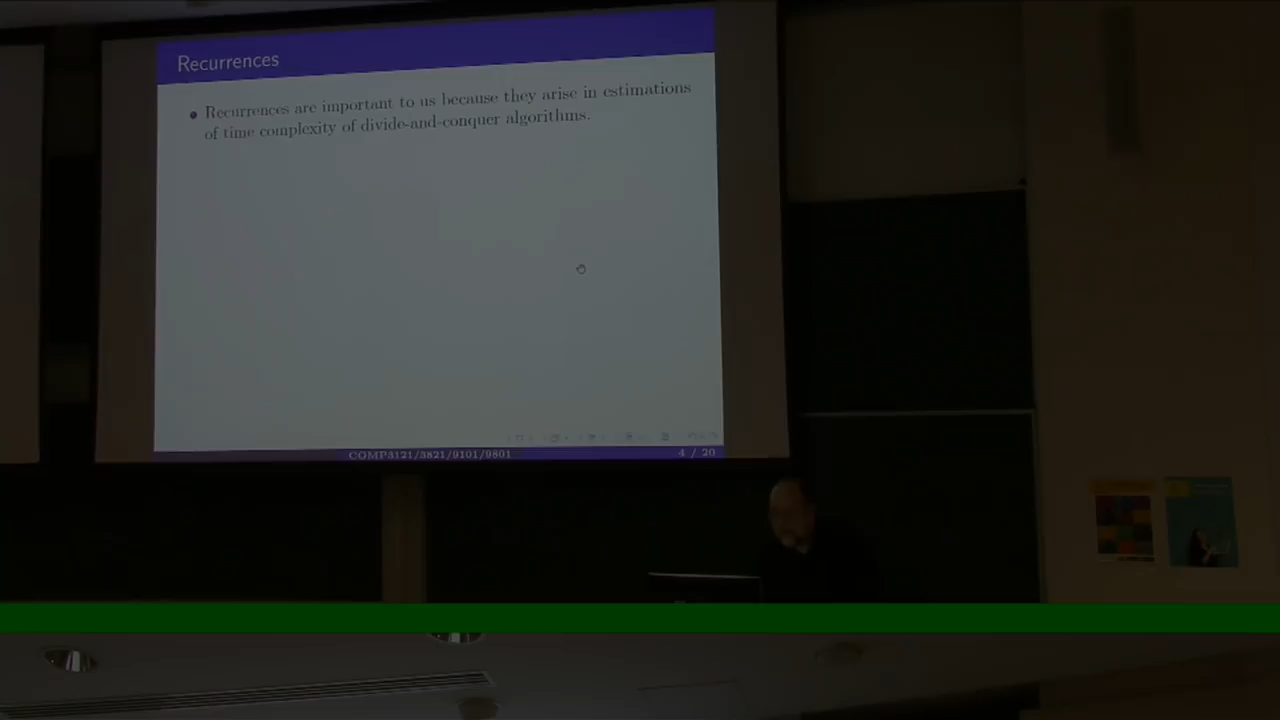 Recurrences
Recurrences are important to us because they arise in estimations
of time complexity of divide-and-conquer algorithms.
COMP3121/3821/9101/9801
4 / 20